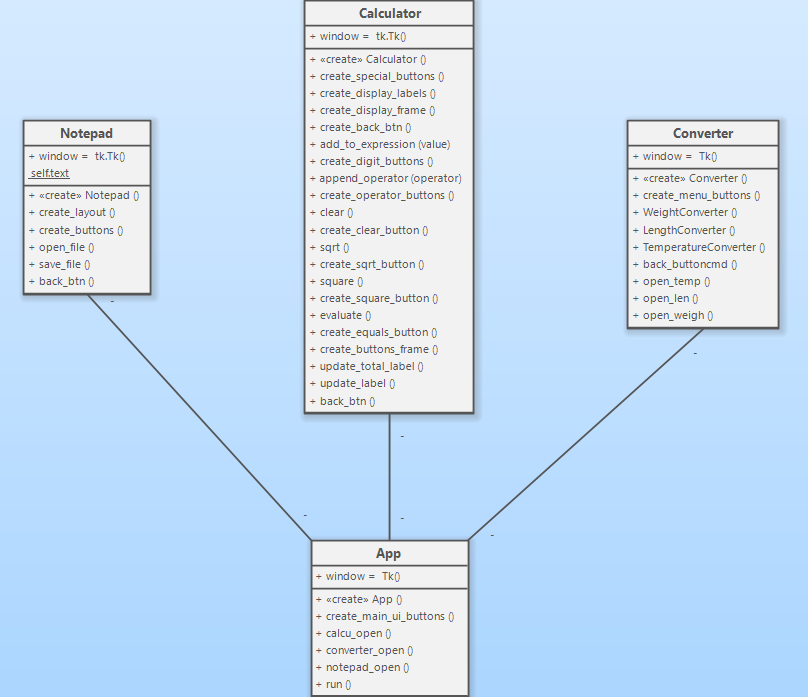 Calculator
+ window = tk.Tk()
+ «create» Calculator ()
+ create_special_buttons ()
+ create_display_labels ()
+ create_display_frame ()
+ create_back_btn ()
+ add_to_expression (value)
+ create_digit_buttons ()
+ append_operator (operator)
+ create_operator_buttons ()
+ clear ()
+ create_clear_button ()
+ sqrt ()
+ create_sqrt_button ()
+ square ()
+ create_square_button ()
+ evaluate ()
+ create_equals_button ()
+ create_buttons_frame ()
+ update_total_label ()
+ update_label ()
+ back_btn ()
Notepad
+ window = tk.Tk()
self.text
+ «create» Notepad ()
+ create_layout ()
+ create_buttons ()
+ open_file ()
+ save_file ()
+ back_btn ()
Converter
+ window = Tk()
+ «create» Converter ()
+ create_menu_buttons ()
+ WeightConverter ()
+ LengthConverter ()
+ TemperatureConverter ()
+ back_buttoncmd ()
+ open_temp ()
+ open_len ()
+ open_weigh ()
-
-
-
-
-
-
App
+ window = Tk()
+ «create» App ()
+ create_main_ui_buttons ()
+ calcu_open ()
+ converter_open ()
+ notepad_open ()
+ run ()